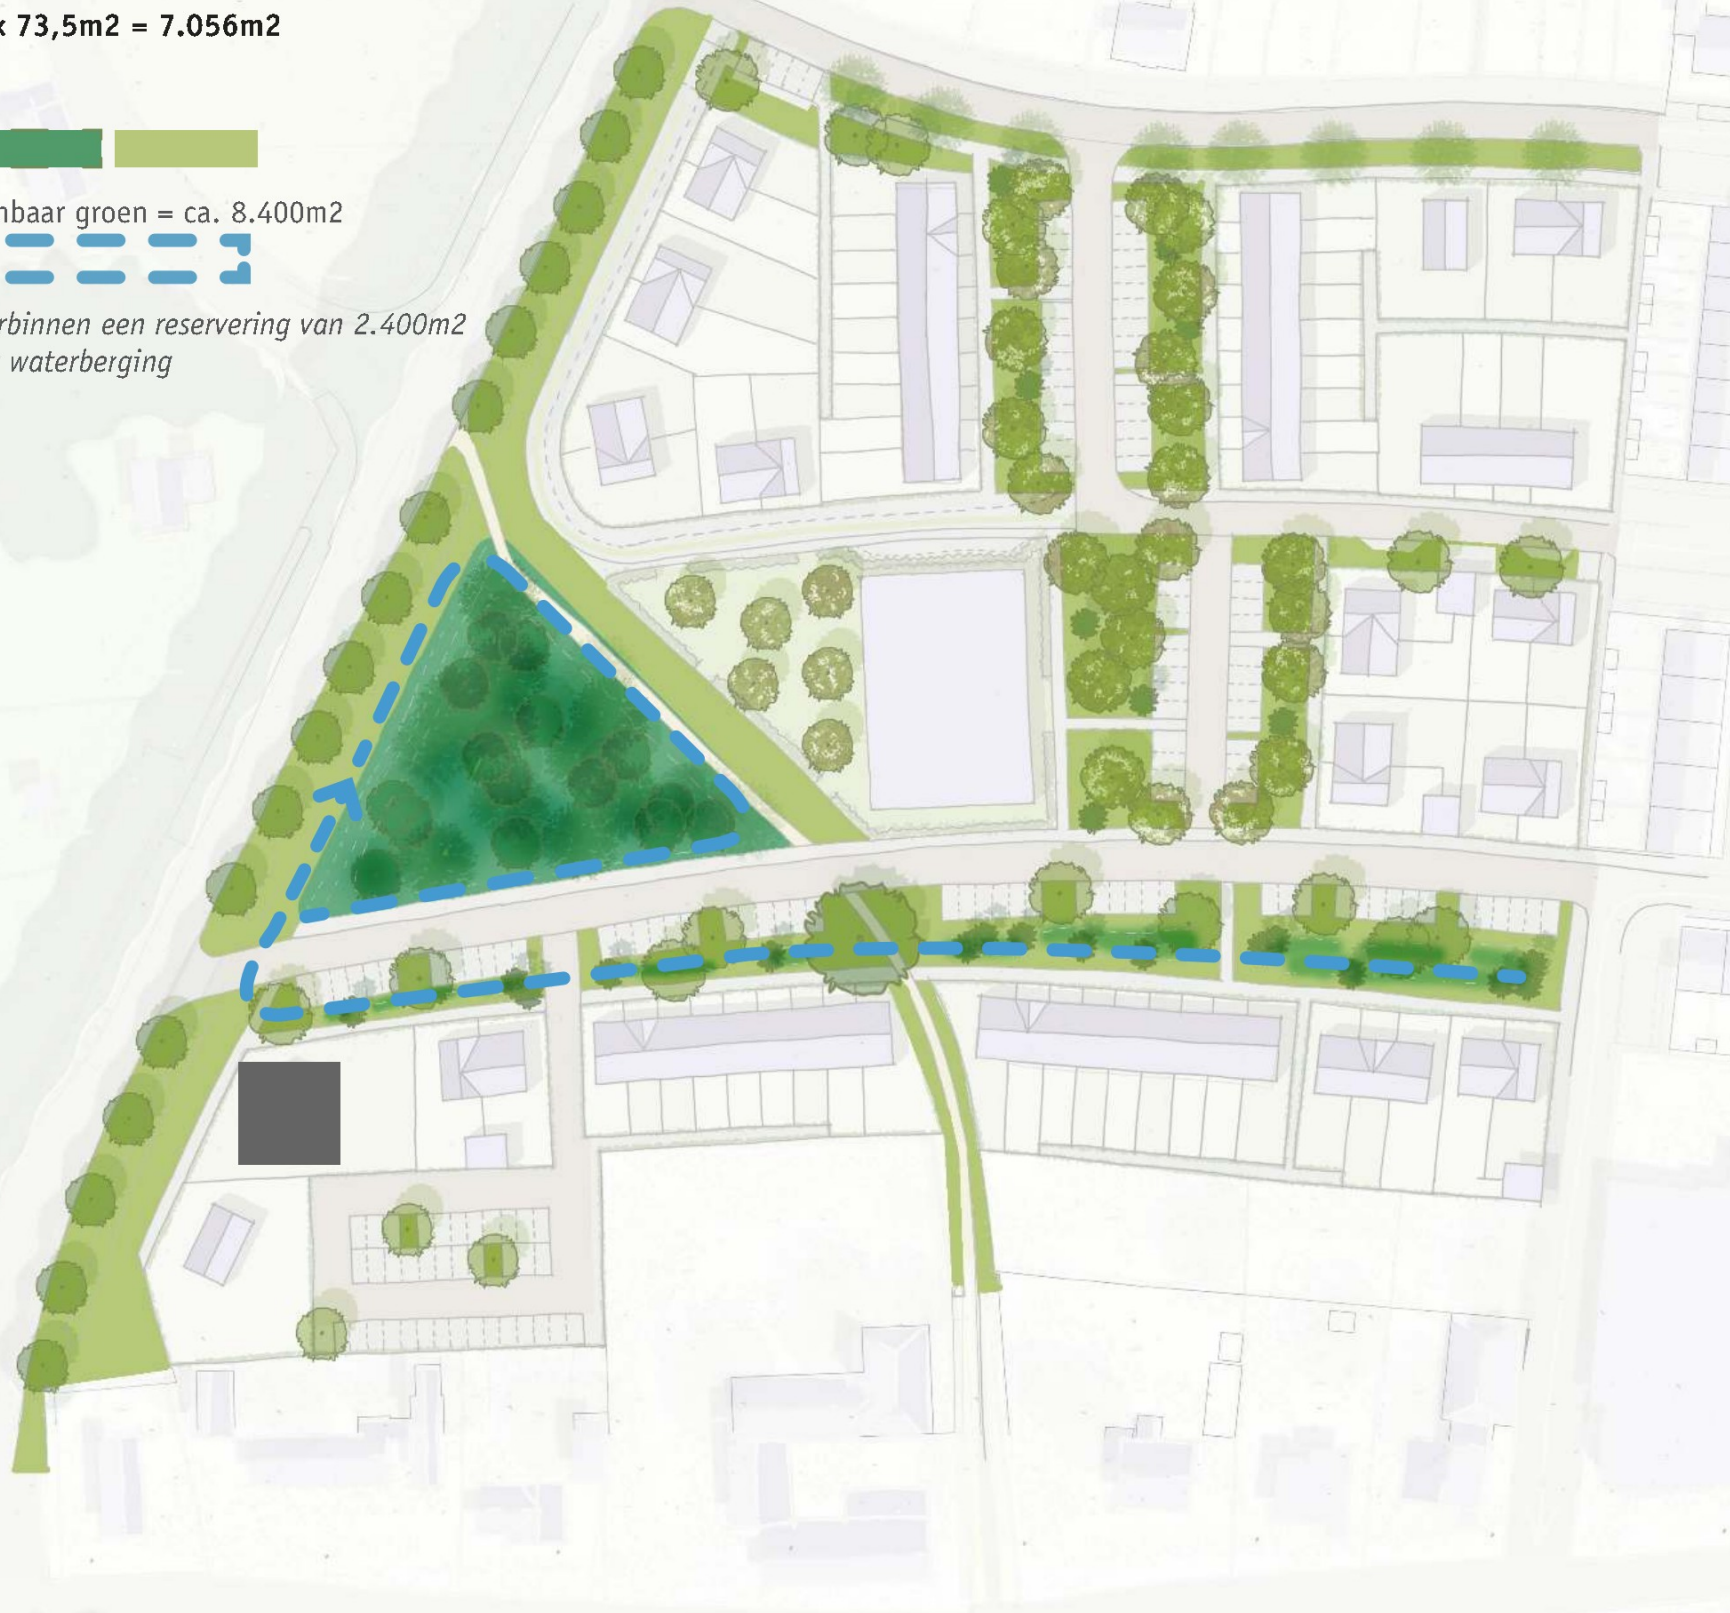 x 73,5m2 = 7.056m2
nbaar groen = ca. 8.400m2
rbinnen een reservering van 2.400m2
waterberging